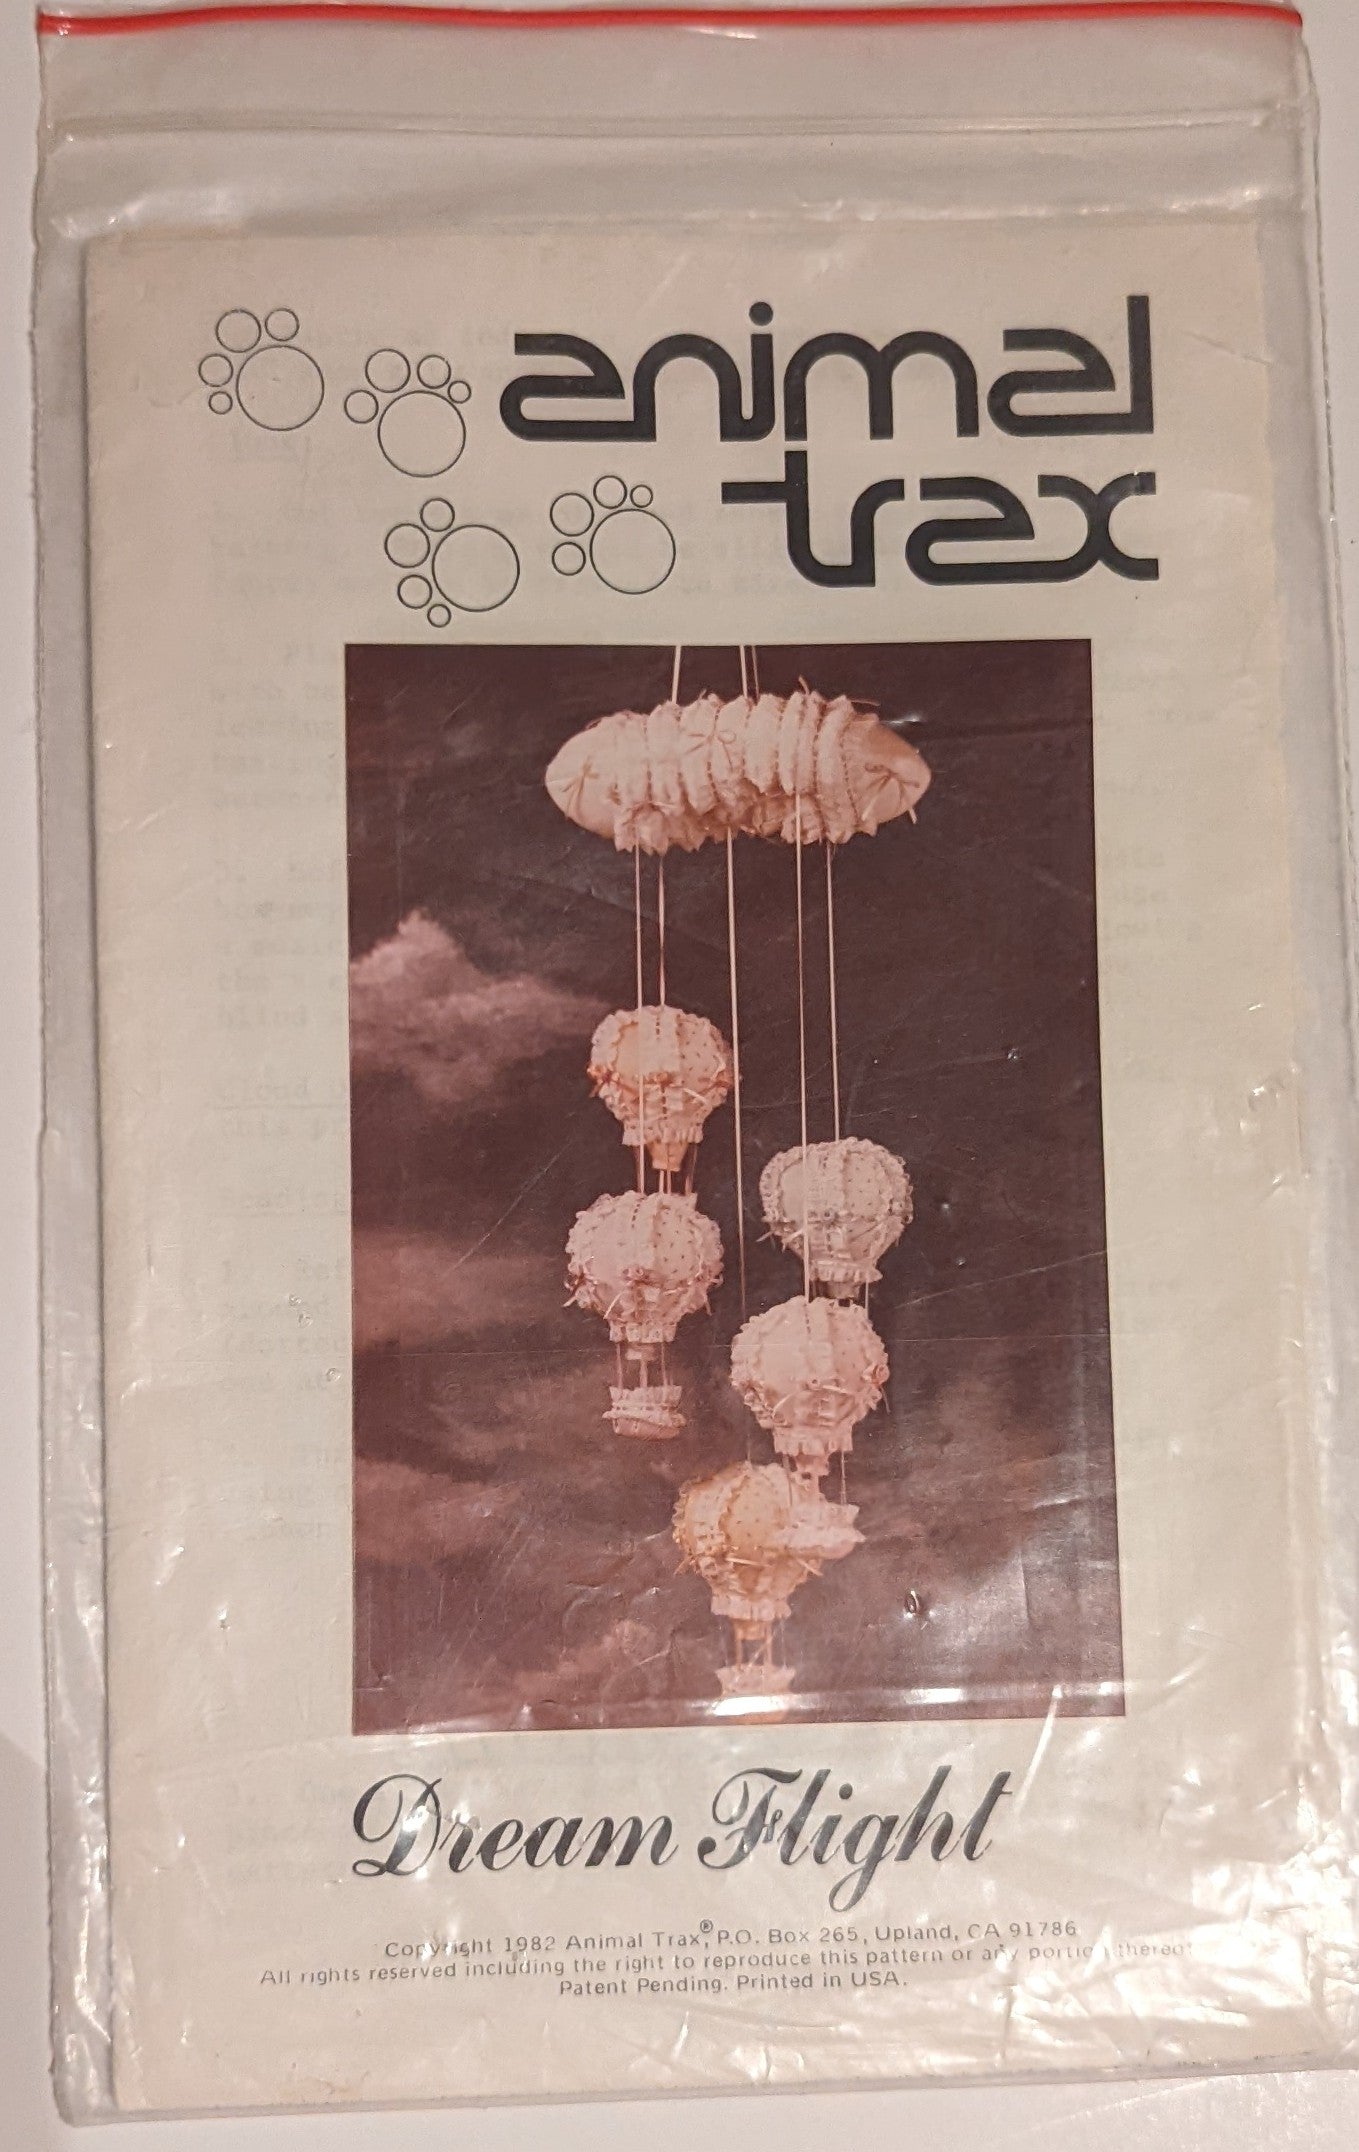 animal
trax
Dream Flight
Copyright 1982 Animal Trax,® P.O. Box 265, Upland, CA 91786
All rights reserved including the right to reproduce this pattern or any portion thereof
Patent Pending. Printed in USA.